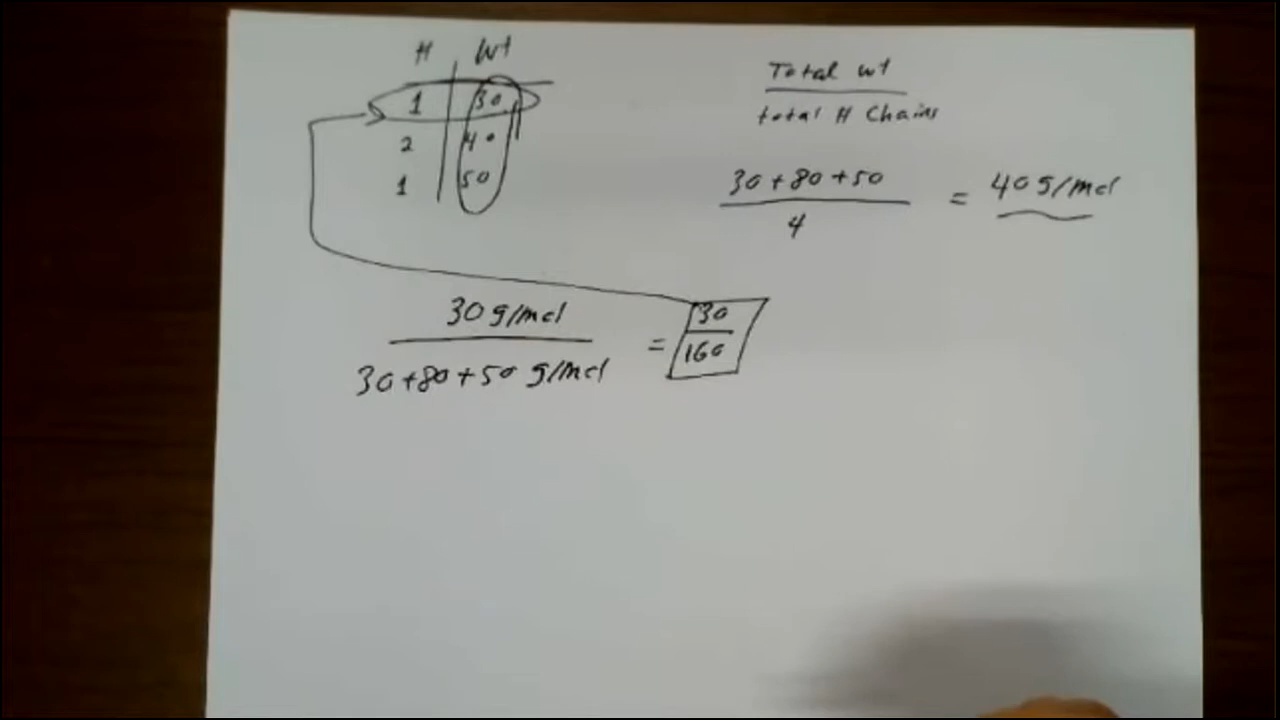 # Wt
1 30
2 40
1 50
Total wt
total # Chains
30+80+50
4
= 40 g/mol
30 g/mol
30+80+50 g/mol
= 30
160